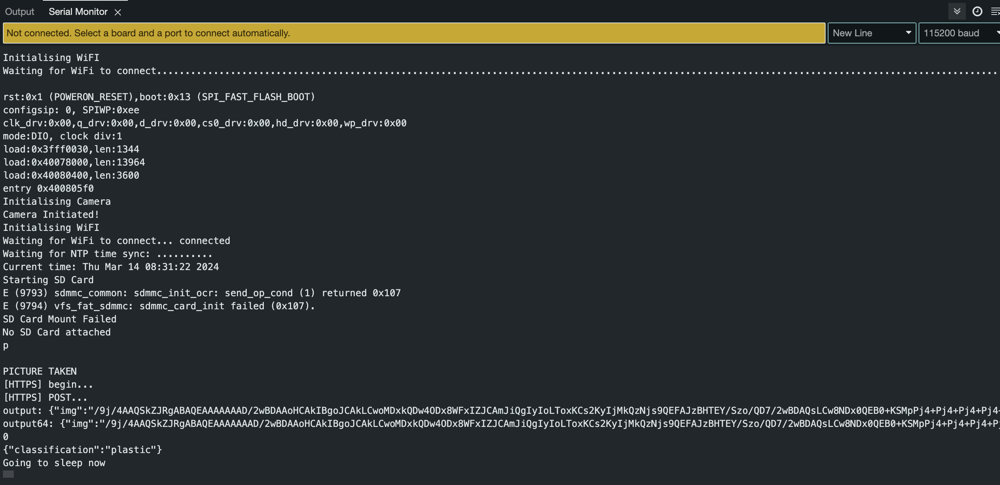 Output Serial Monitor
Not connected. Select a board and a port to connect automatically. New Line 115200 baud
Initialising WiFI
Waiting for WiFi to connect....................................................................................................................................................
rst:0x1 (POWERON_RESET),boot:0x13 (SPI_FAST_FLASH_BOOT)
configsip: 0, SPIWP:0xee
clk_drv:0x00,q_drv:0x00,d_drv:0x00,cs0_drv:0x00,hd_drv:0x00,wp_drv:0x00
mode:DIO, clock div:1
load:0x3fff0030,len:1344
load:0x40078000,len:13964
load:0x40080400,len:3600
entry 0x400805f0
Initialising Camera
Camera Initiated!
Initialising WiFI
Waiting for WiFi to connect... connected
Waiting for NTP time sync: ..........
Current time: Thu Mar 14 08:31:22 2024
Starting SD Card
E (9793) sdmmc_common: sdmmc_init_ocr: send_op_cond (1) returned 0x107
E (9794) vfs_fat_sdmmc: sdmmc_card_init failed (0x107).
SD Card Mount Failed
No SD Card attached
p
PICTURE TAKEN
[HTTPS] begin...
[HTTPS] POST...
output: {"img":"/9j/4AAQSkZJRgABAQEAAAAAAAD/2wBDAAoHCAkIBgoJCAkLCwoMDxkQDw4ODx8WFxIZJCAmJiQgIyIoLToxKCs2KyIjMkQzNjs9QEFAJzBHTEY/Szo/QD7/2wBDAQsLCw8NDx0QEB0+KSMpPj4+Pj4+Pj4+Pj4+
output64: {"img":"/9j/4AAQSkZJRgABAQEAAAAAAAD/2wBDAAoHCAkIBgoJCAkLCwoMDxkQDw4ODx8WFxIZJCAmJiQgIyIoLToxKCs2KyIjMkQzNjs9QEFAJzBHTEY/Szo/QD7/2wBDAQsLCw8NDx0QEB0+KSMpPj4+Pj4+Pj4+Pj
0
{"classification":"plastic"}
Going to sleep now